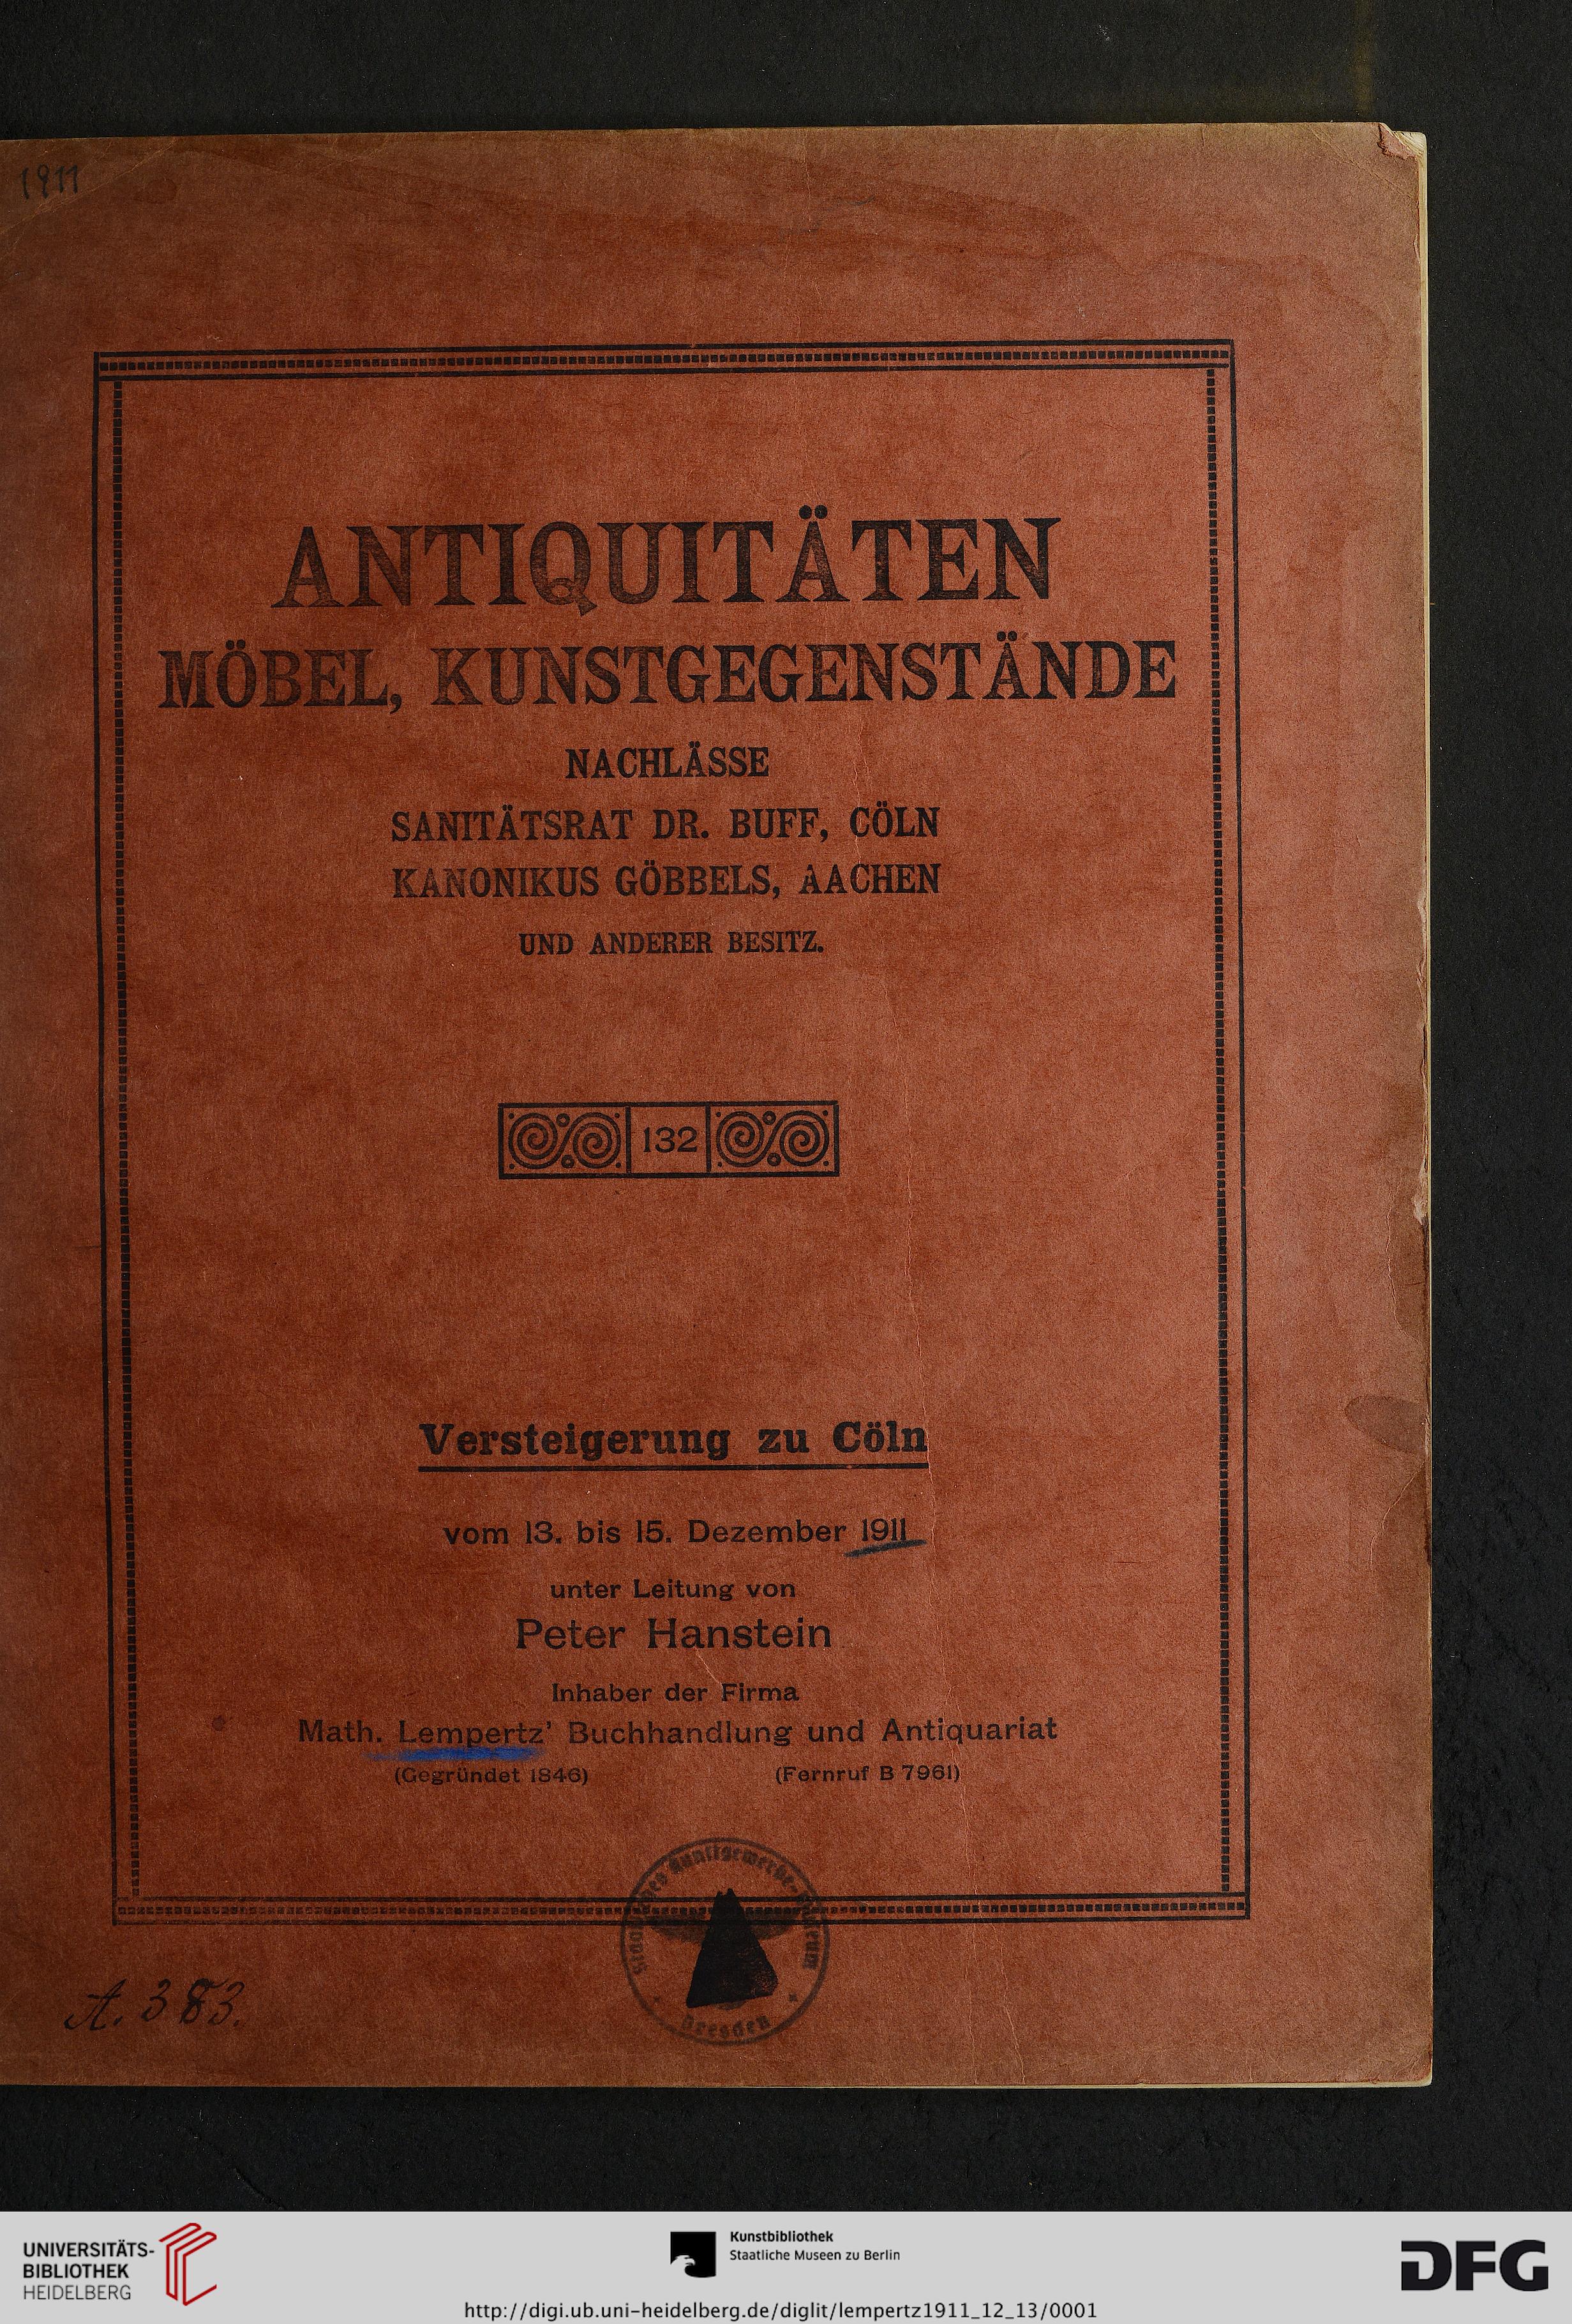 1911
ANTIQUITÄTEN
MÖBEL, KUNSTGEGENSTÄNDE
NACHLÄSSE
SANITÄTSRAT DR. BUFF, CÖLN
KANONIKUS GÖBBELS, AACHEN
UND ANDERER BESITZ.
132
Versteigerung zu Cöln
vom 13. bis 15. Dezember 1911
unter Leitung von
Peter Hanstein
Inhaber der Firma
Math. Lempertz' Buchhandlung und Antiquariat
(Gegründet 1846) (Fernruf B 7961)
Kunstgewerbe-
Dresden
A. 383.
UNIVERSITÄTS-
BIBLIOTHEK
HEIDELBERG
Kunstbibliothek
Staatliche Museen zu Berlin
DFG
http://digi.ub.uni-heidelberg.de/diglit/lempertz1911_12_13/0001